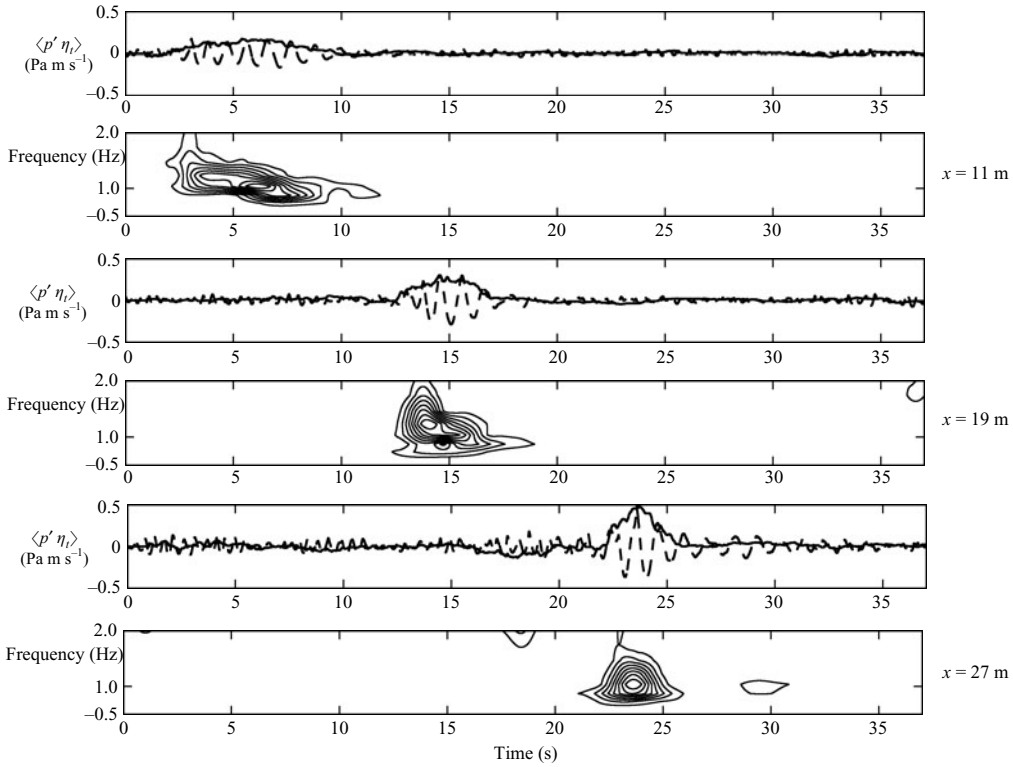 0.5
⟨p′ η_t⟩ 0
(Pa m s⁻¹)
–0.5
0 5 10 15 20 25 30 35
2.0
Frequency (Hz)
1.0 x = 11 m
–0.5
0 5 10 15 20 25 30 35
0.5
⟨p′ η_t⟩ 0
(Pa m s⁻¹)
–0.5
0 5 10 15 20 25 30 35
2.0
Frequency (Hz) x = 19 m
1.0
–0.5
0 5 10 15 20 25 30 35
0.5
⟨p′ η_t⟩ 0
(Pa m s⁻¹)
–0.5
0 5 10 15 20 25 30 35
2.0
Frequency (Hz) x = 27 m
1.0
–0.5
0 5 10 15 20 25 30 35
Time (s)